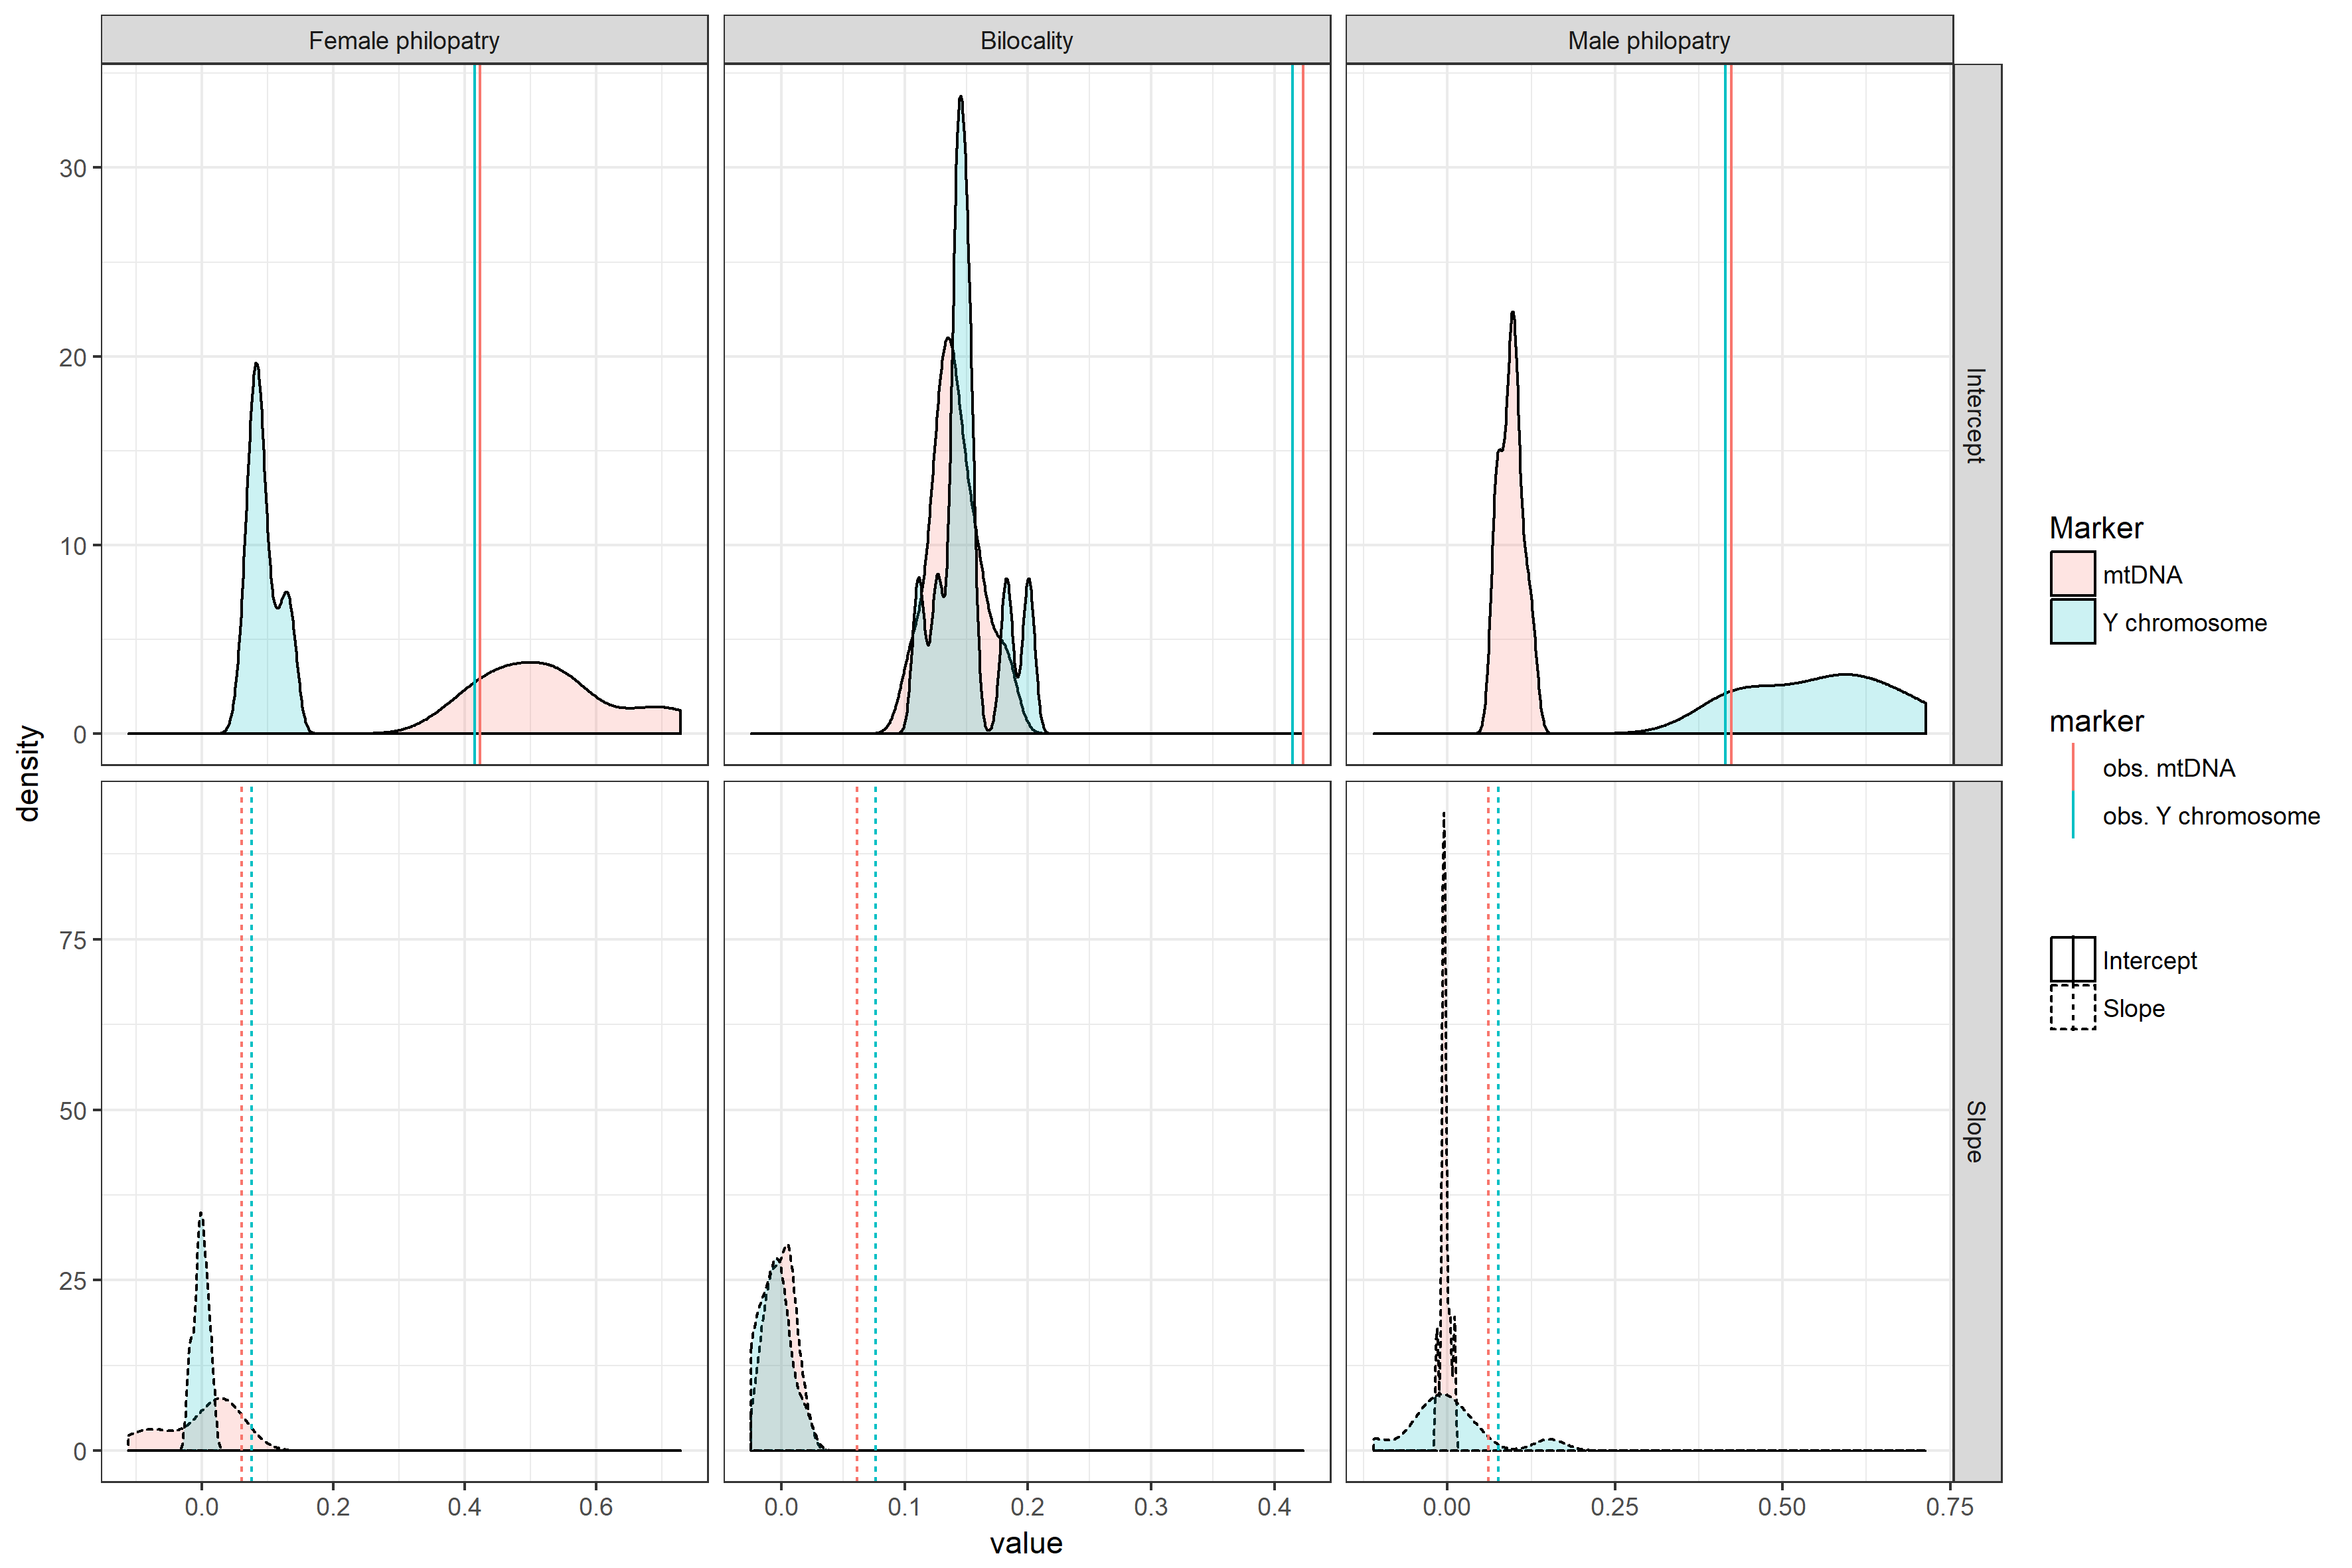 Female philopatry
Bilocality
Male philopatry
30
20
10
0
Intercept
density
75
50
25
0
Slope
0.0 0.2 0.4 0.6
0.0 0.1 0.2 0.3 0.4
0.00 0.25 0.50 0.75
value
Marker
mtDNA
Y chromosome
marker
obs. mtDNA
obs. Y chromosome
Intercept
Slope